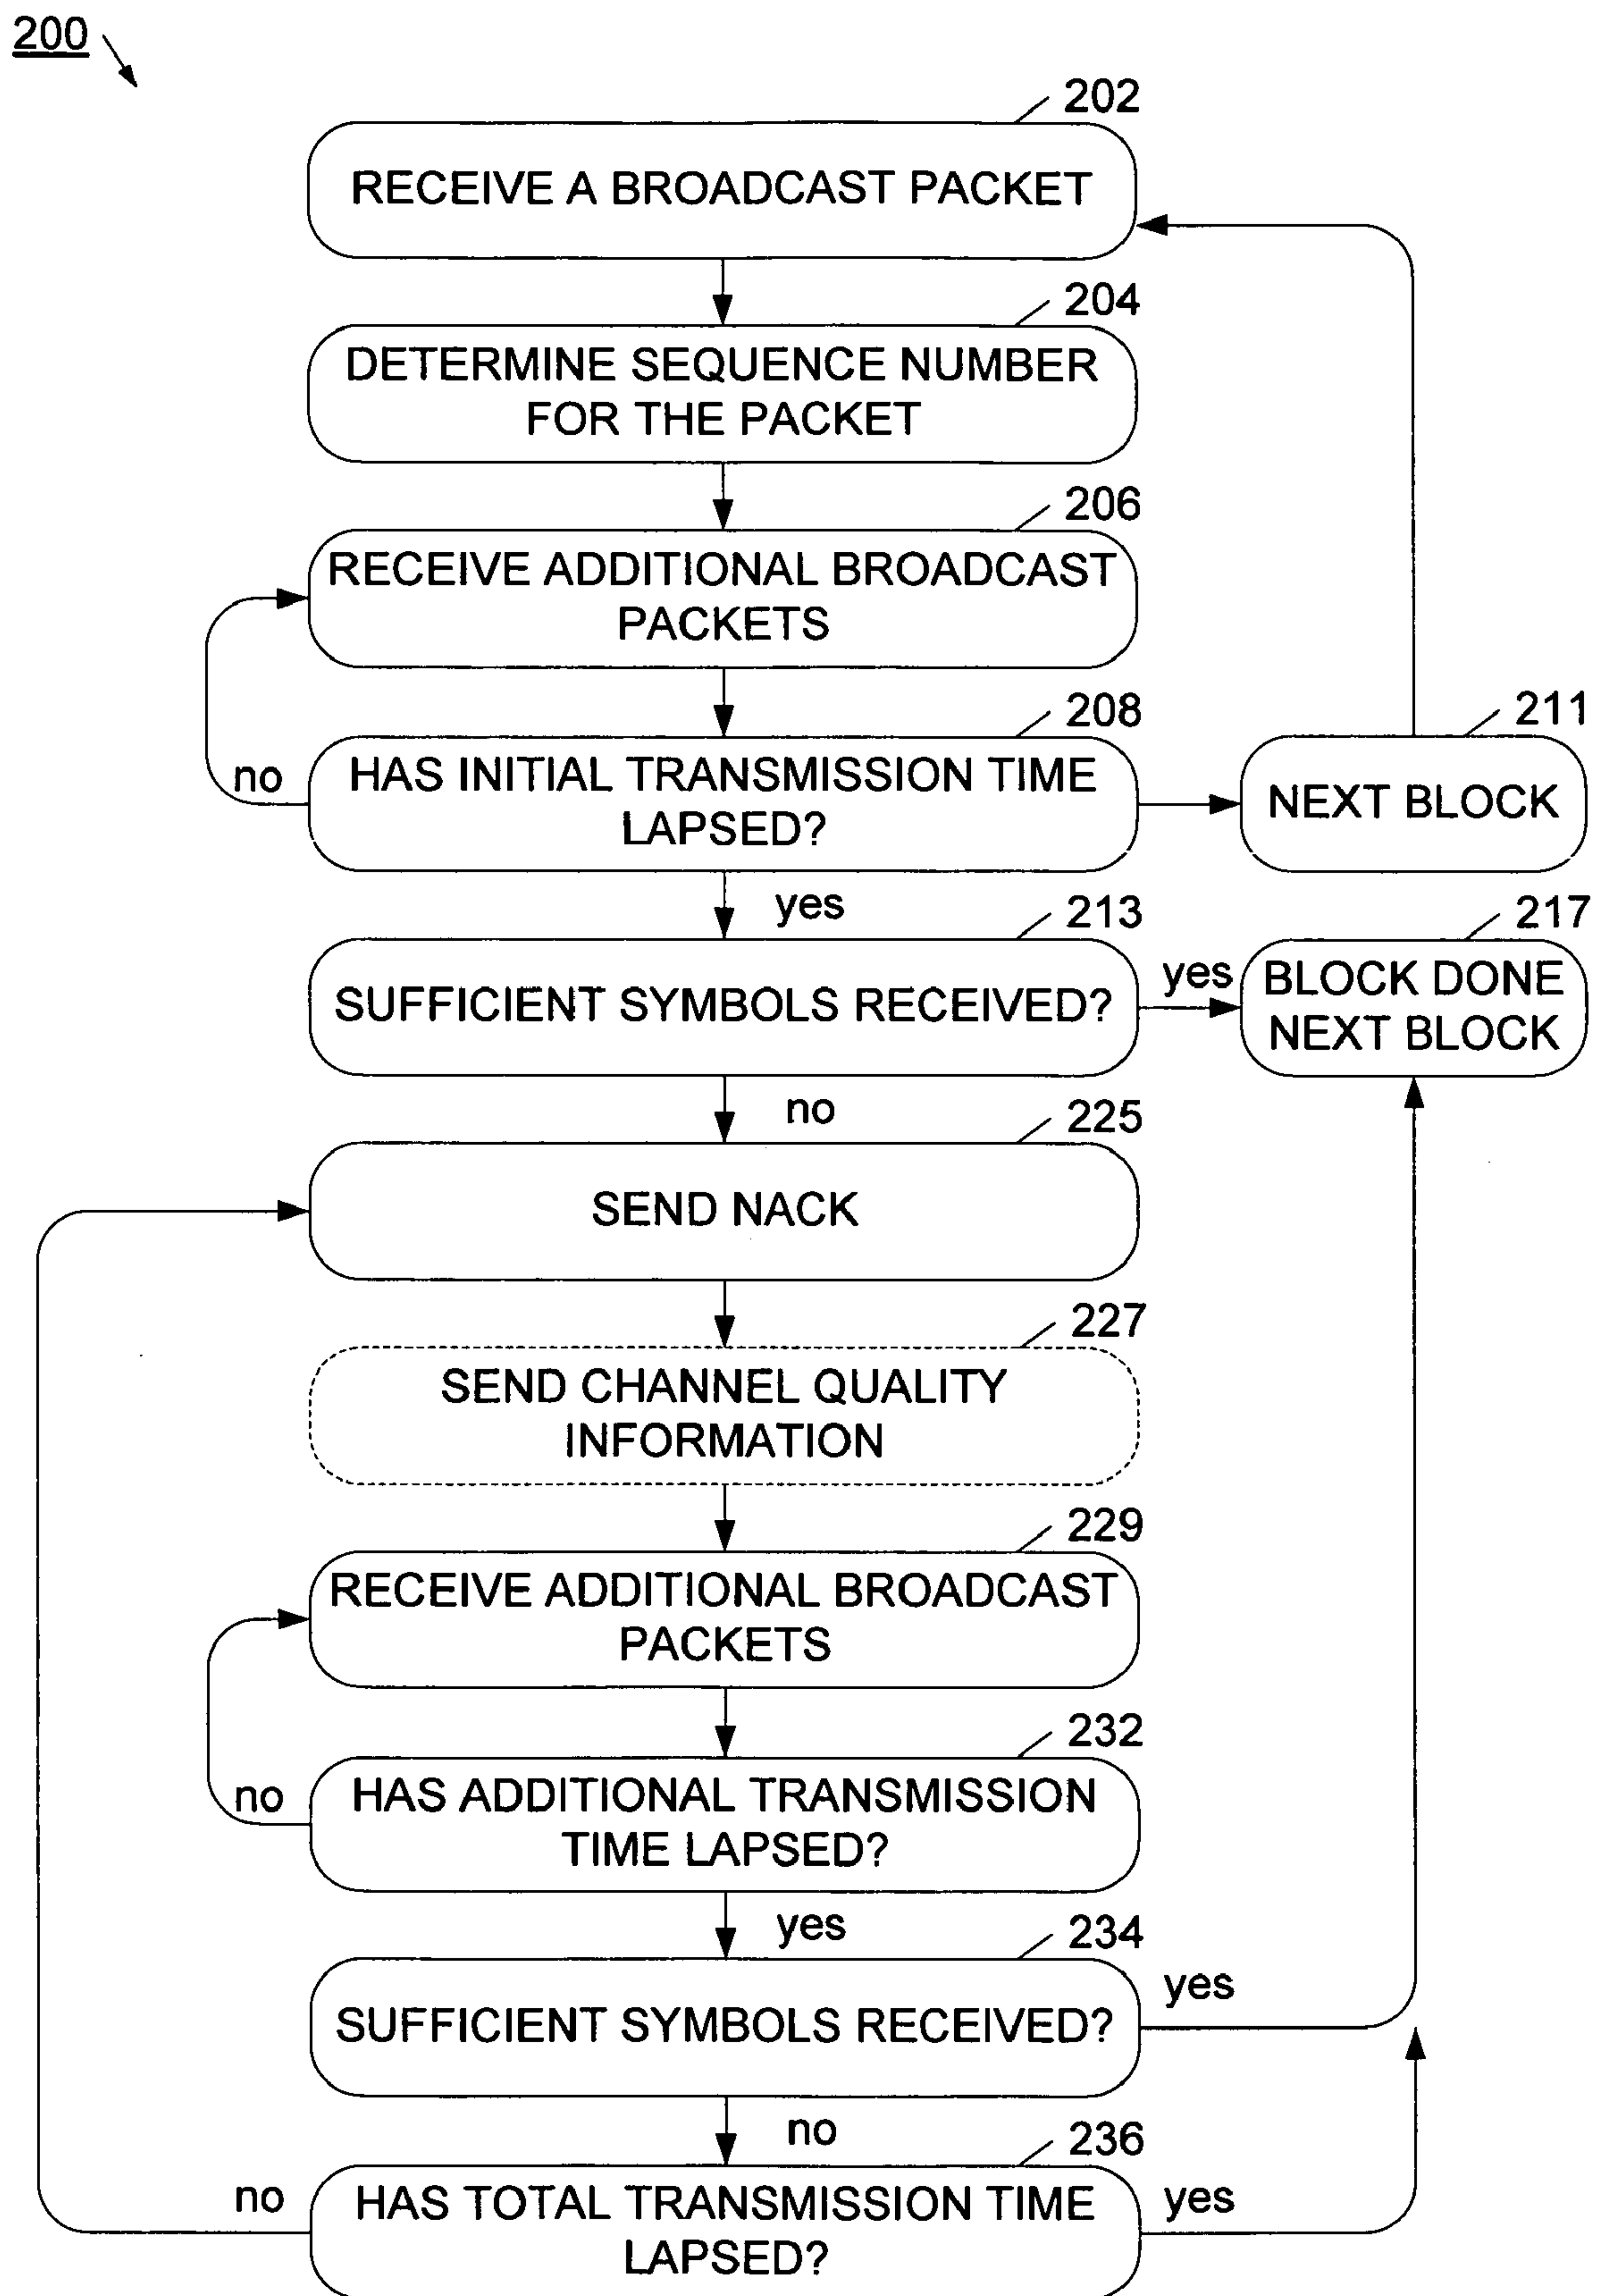 200
202
RECEIVE A BROADCAST PACKET
204
DETERMINE SEQUENCE NUMBER
FOR THE PACKET
206
RECEIVE ADDITIONAL BROADCAST
PACKETS
208
HAS INITIAL TRANSMISSION TIME
LAPSED?
no
211
NEXT BLOCK
yes
213
SUFFICIENT SYMBOLS RECEIVED?
yes
217
BLOCK DONE
NEXT BLOCK
no
225
SEND NACK
227
SEND CHANNEL QUALITY
INFORMATION
229
RECEIVE ADDITIONAL BROADCAST
PACKETS
232
HAS ADDITIONAL TRANSMISSION
TIME LAPSED?
no
yes
234
SUFFICIENT SYMBOLS RECEIVED?
yes
no
236
HAS TOTAL TRANSMISSION TIME
LAPSED?
no
yes